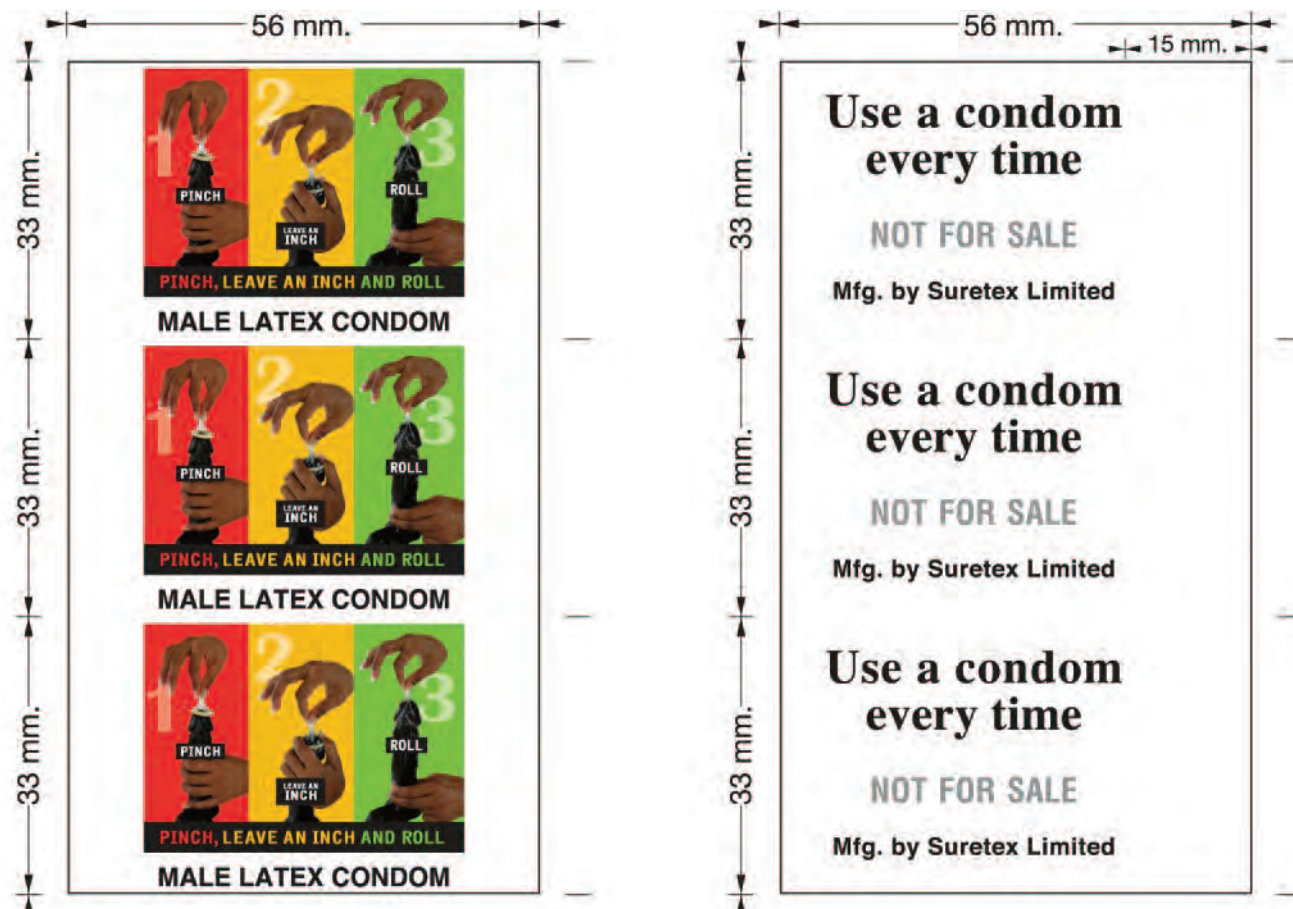 56 mm.
33 mm.
1
2
3
PINCH
LEAVE AN
INCH
ROLL
PINCH, LEAVE AN INCH AND ROLL
MALE LATEX CONDOM
33 mm.
1
2
3
PINCH
LEAVE AN
INCH
ROLL
PINCH, LEAVE AN INCH AND ROLL
MALE LATEX CONDOM
33 mm.
1
2
3
PINCH
LEAVE AN
INCH
ROLL
PINCH, LEAVE AN INCH AND ROLL
MALE LATEX CONDOM
56 mm.
15 mm.
33 mm.
Use a condom
every time
NOT FOR SALE
Mfg. by Suretex Limited
33 mm.
Use a condom
every time
NOT FOR SALE
Mfg. by Suretex Limited
33 mm.
Use a condom
every time
NOT FOR SALE
Mfg. by Suretex Limited